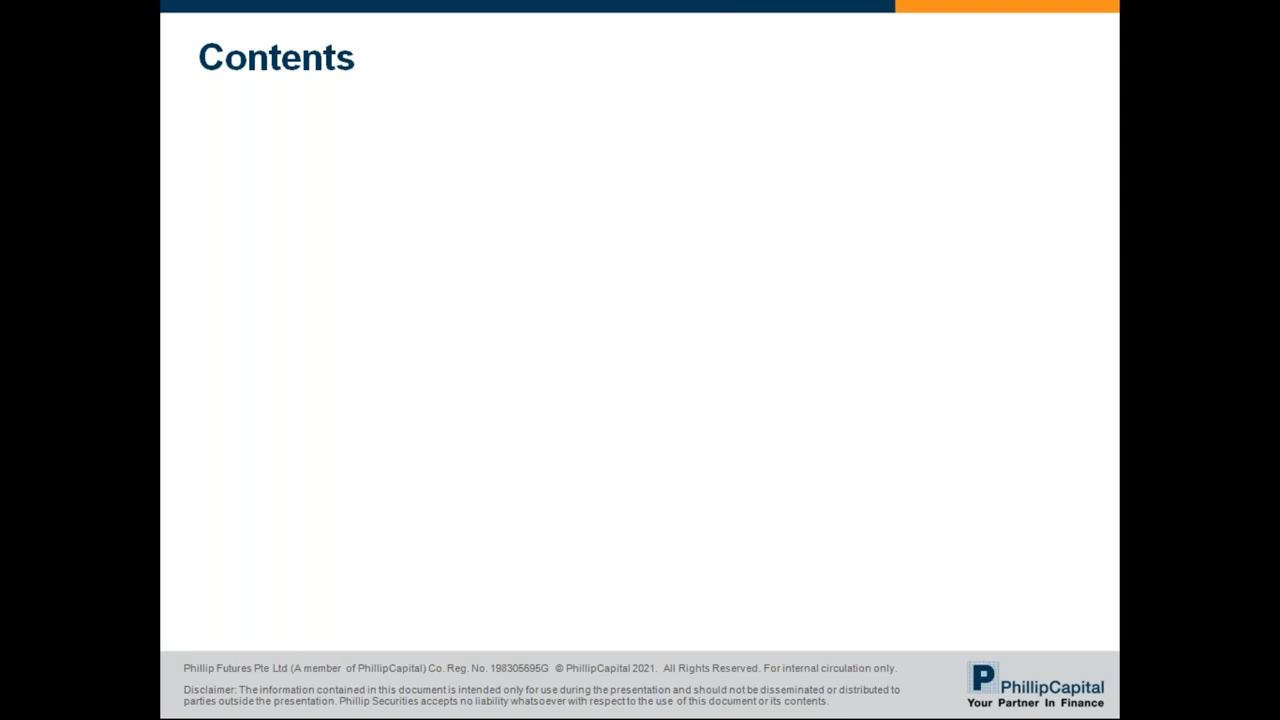 Contents
Phillip Futures Pte Ltd (A member of PhillipCapital) Co. Reg. No. 198305695G © PhillipCapital 2021. All Rights Reserved. For internal circulation only.
Disclaimer: The information contained in this document is intended only for use during the presentation and should not be disseminated or distributed to
parties outside the presentation. Phillip Securities accepts no liability whatsoever with respect to the use of this document or its contents.
P PhillipCapital
Your Partner In Finance